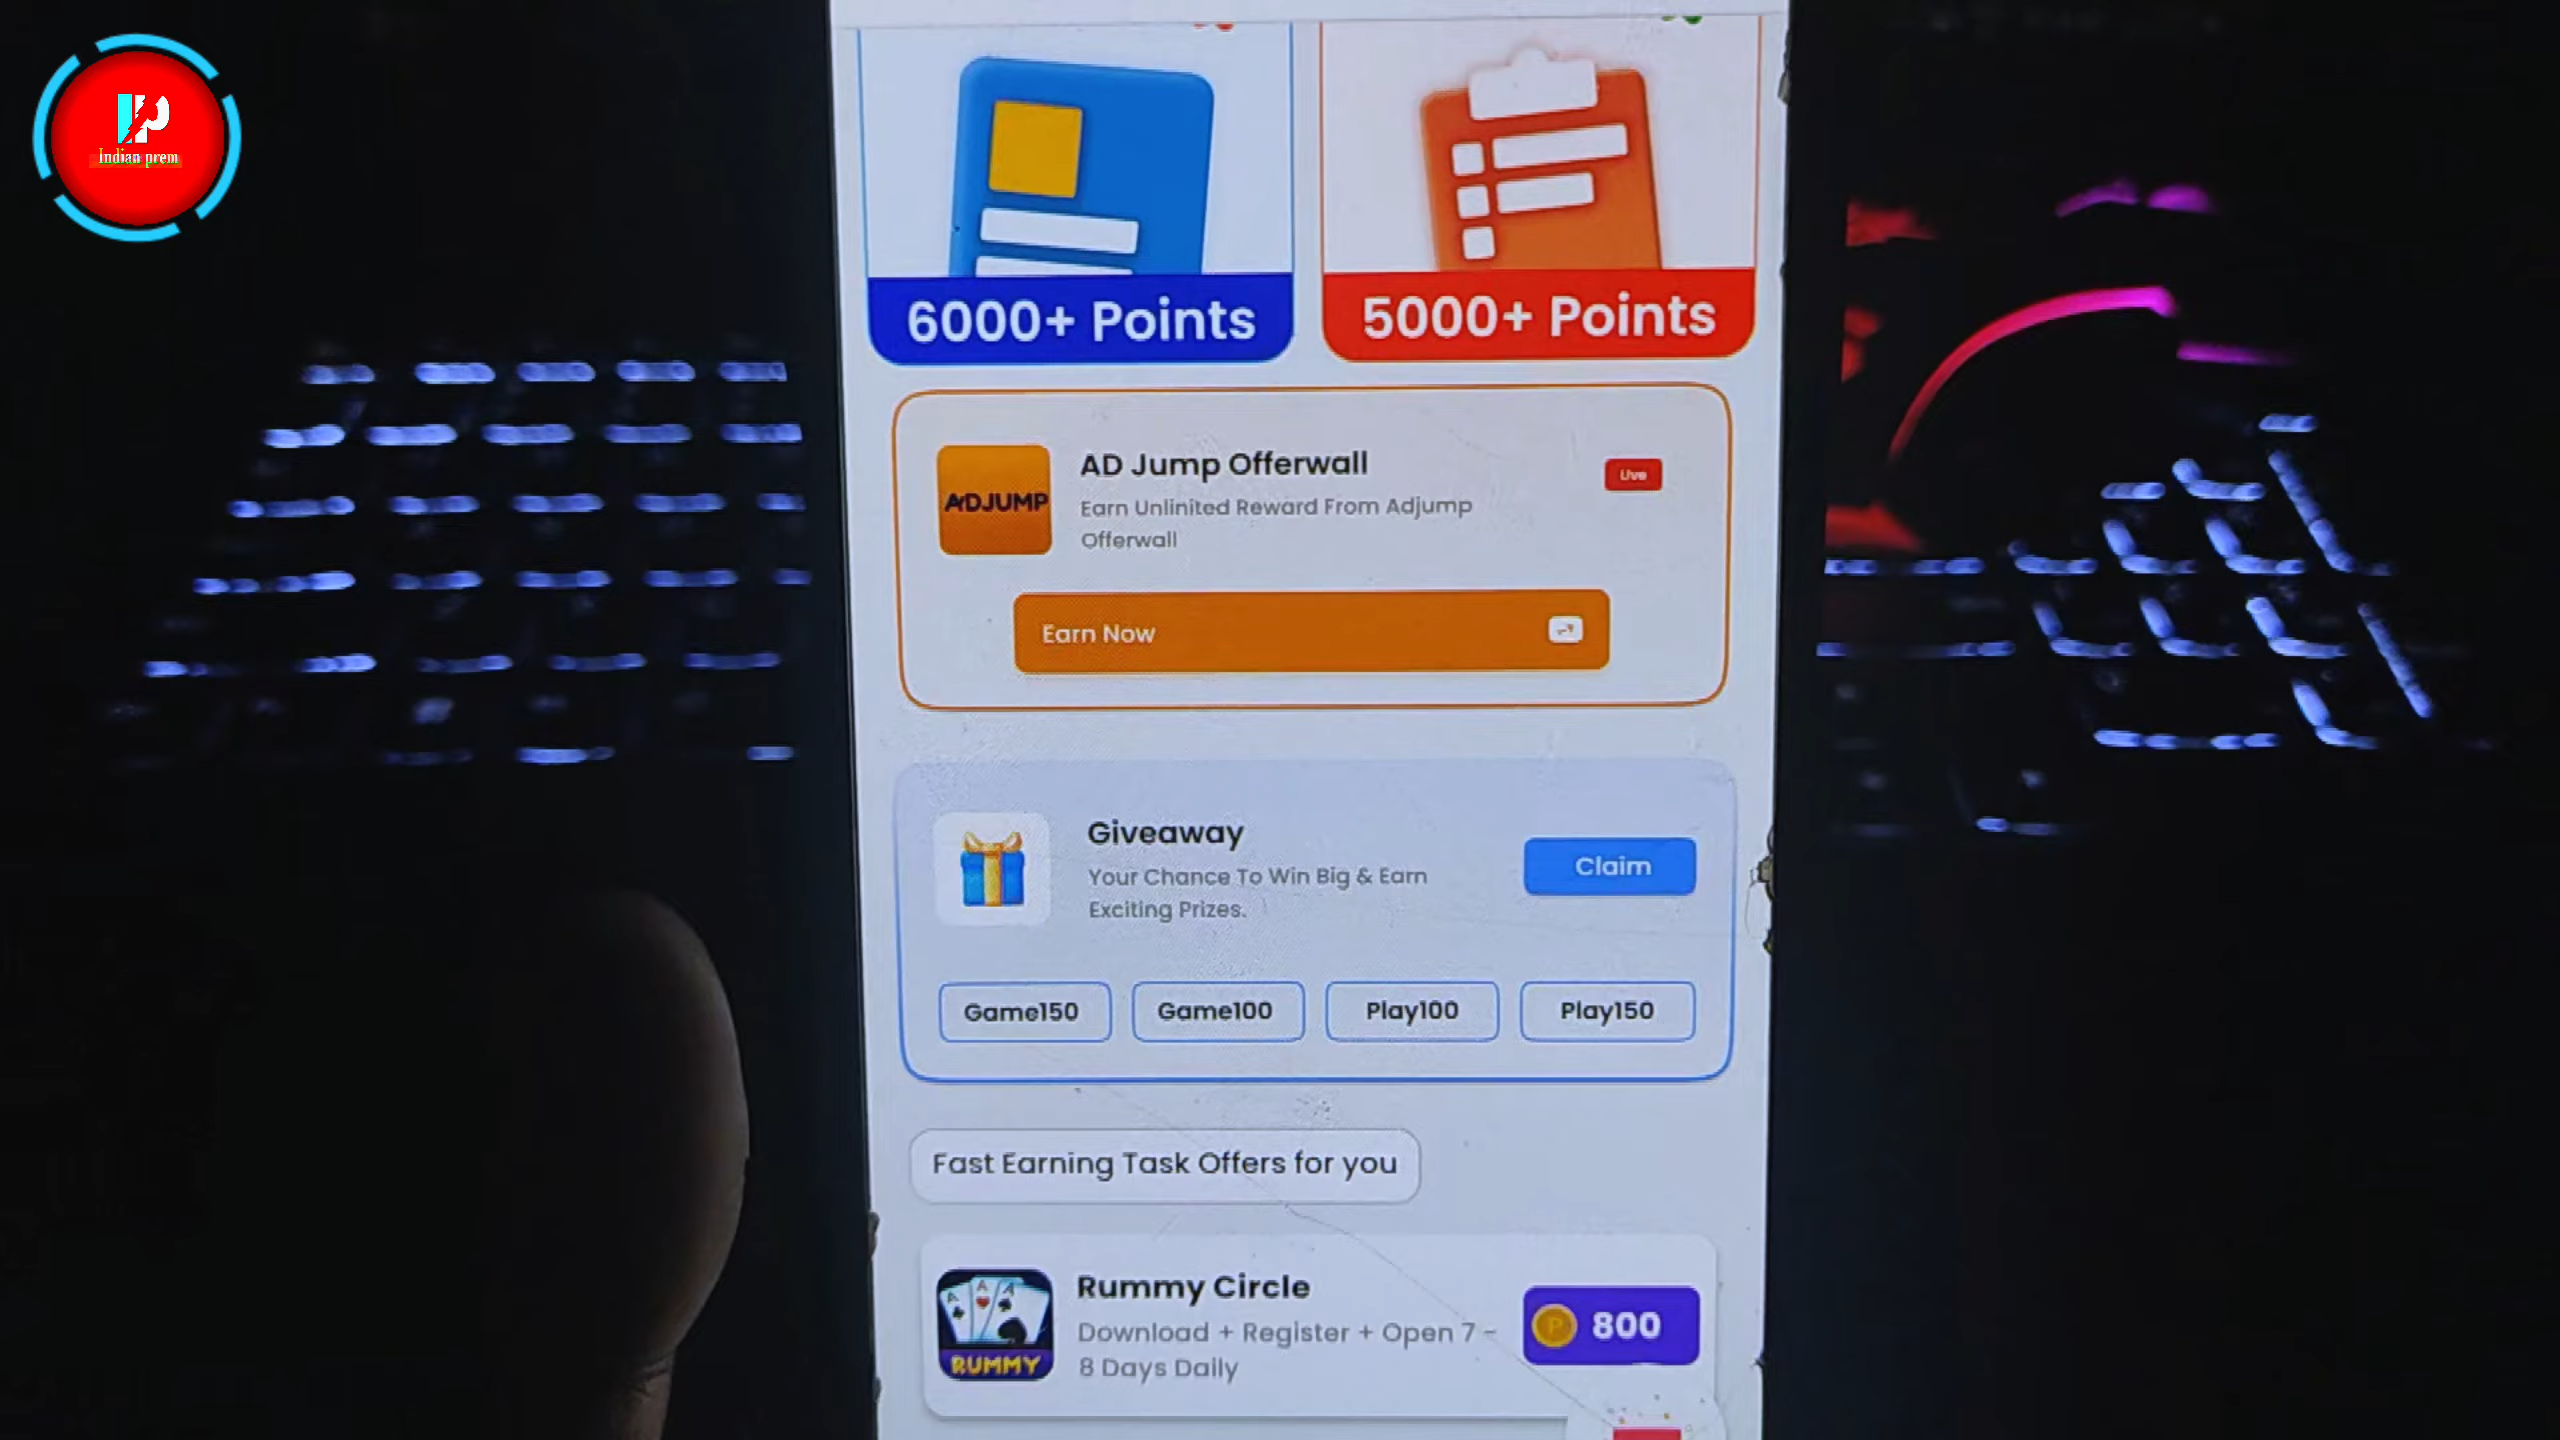 Indian prem
6000+ Points
5000+ Points
ADJUMP
AD Jump Offerwall
Live
Earn Unlinited Reward From Adjump
Offerwall
Earn Now
Giveaway
Your Chance To Win Big & Earn
Exciting Prizes.
Claim
Game150
Game100
Play100
Play150
Fast Earning Task Offers for you
RUMMY
Rummy Circle
Download + Register + Open 7 -
8 Days Daily
P 800